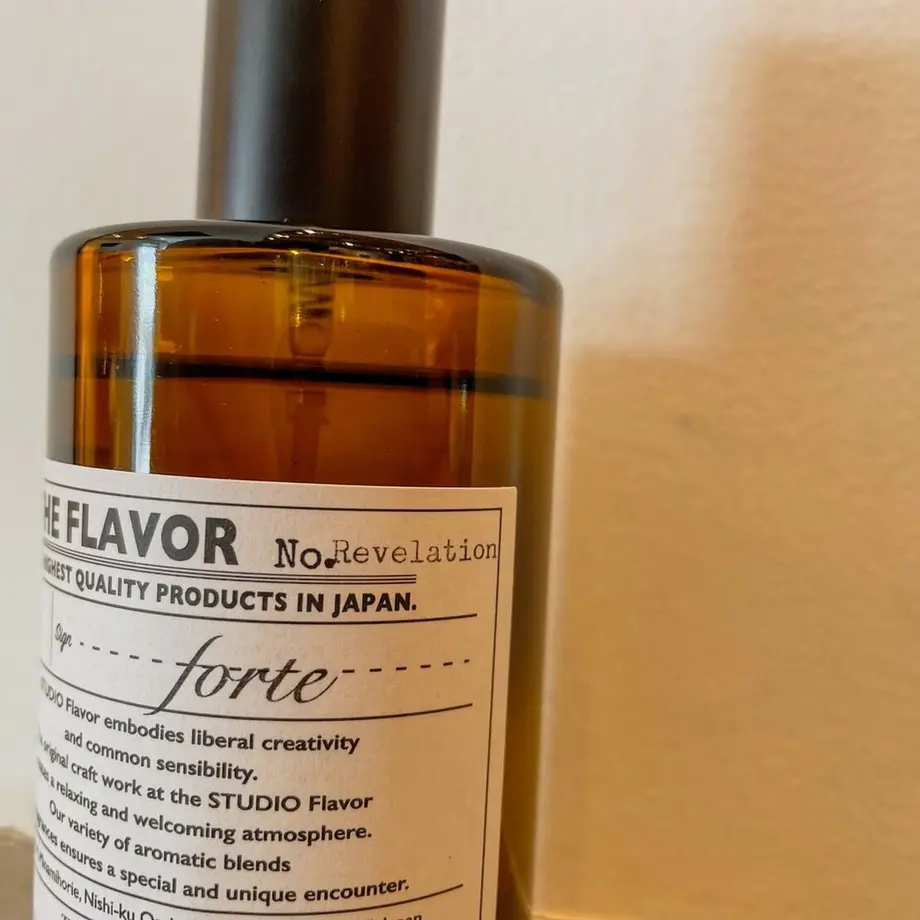 HE FLAVOR No.Revelation
HIGHEST QUALITY PRODUCTS IN JAPAN.
Sign forte
STUDIO Flavor embodies liberal creativity
and common sensibility.
original craft work at the STUDIO Flavor
a relaxing and welcoming atmosphere.
Our variety of aromatic blends
ensures a special and unique encounter.
Nishi-ku